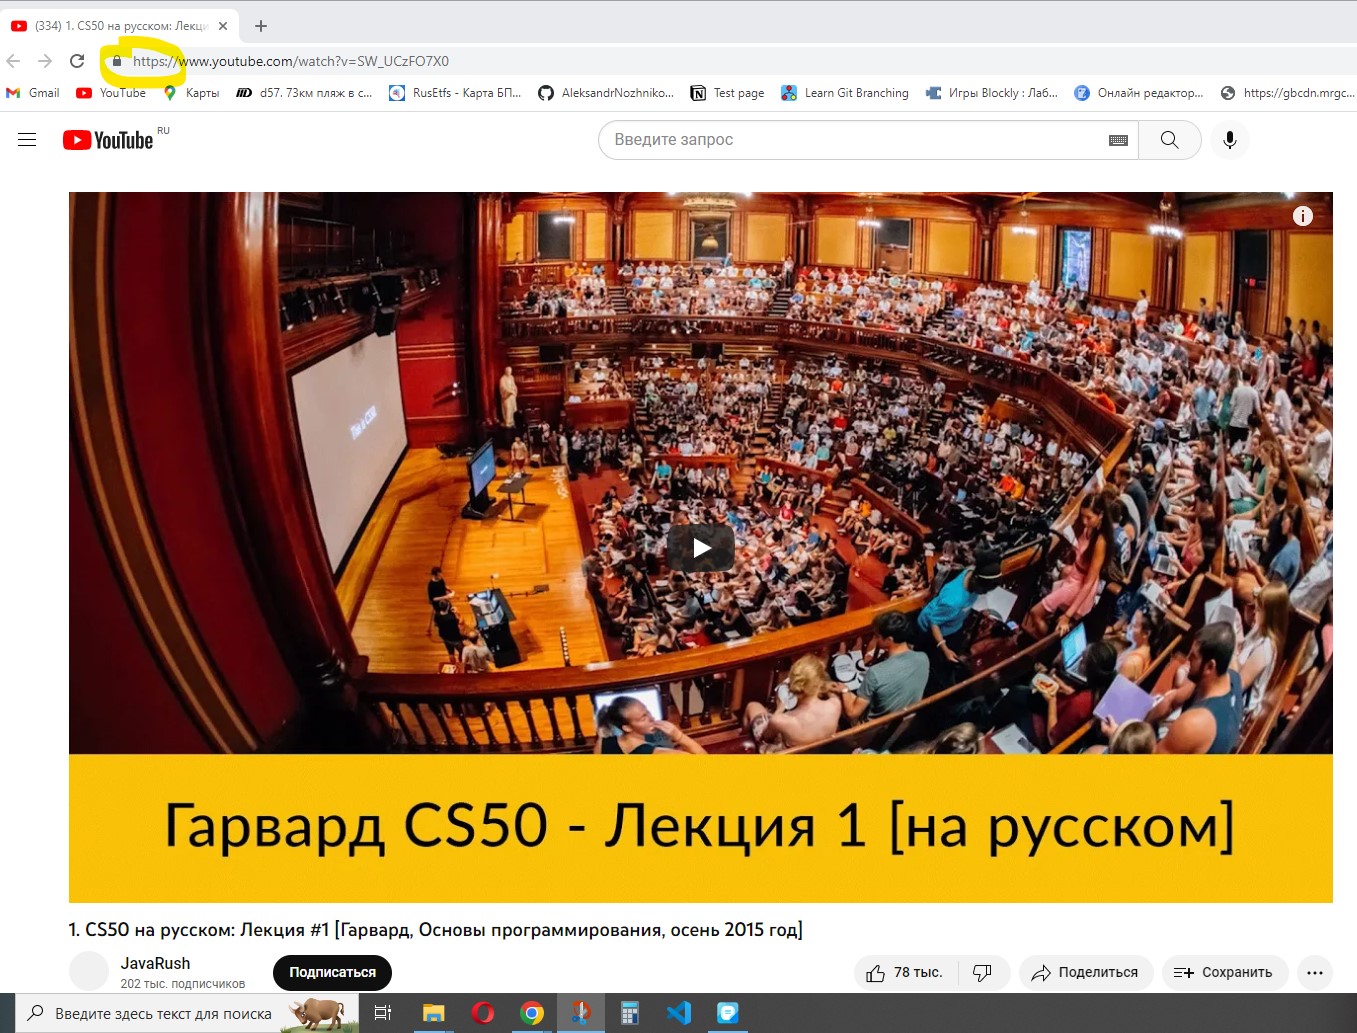 (334) 1. CS50 на русском: Лекци
https://www.youtube.com/watch?v=SW_UCzFO7X0
Gmail YouTube Карты d57. 73км пляж в с... RusEtfs - Карта БП... AleksandrNozhniko... Test page Learn Git Branching Игры Blockly : Лаб... Онлайн редактор... https://gbcdn.mrgc...
YouTube RU
Введите запрос
This is CS50
Гарвард CS50 - Лекция 1 [на русском]
1. CS50 на русском: Лекция #1 [Гарвард, Основы программирования, осень 2015 год]
JavaRush
202 тыс. подписчиков
Подписаться
78 тыс.
Поделиться
Сохранить
Введите здесь текст для поиска